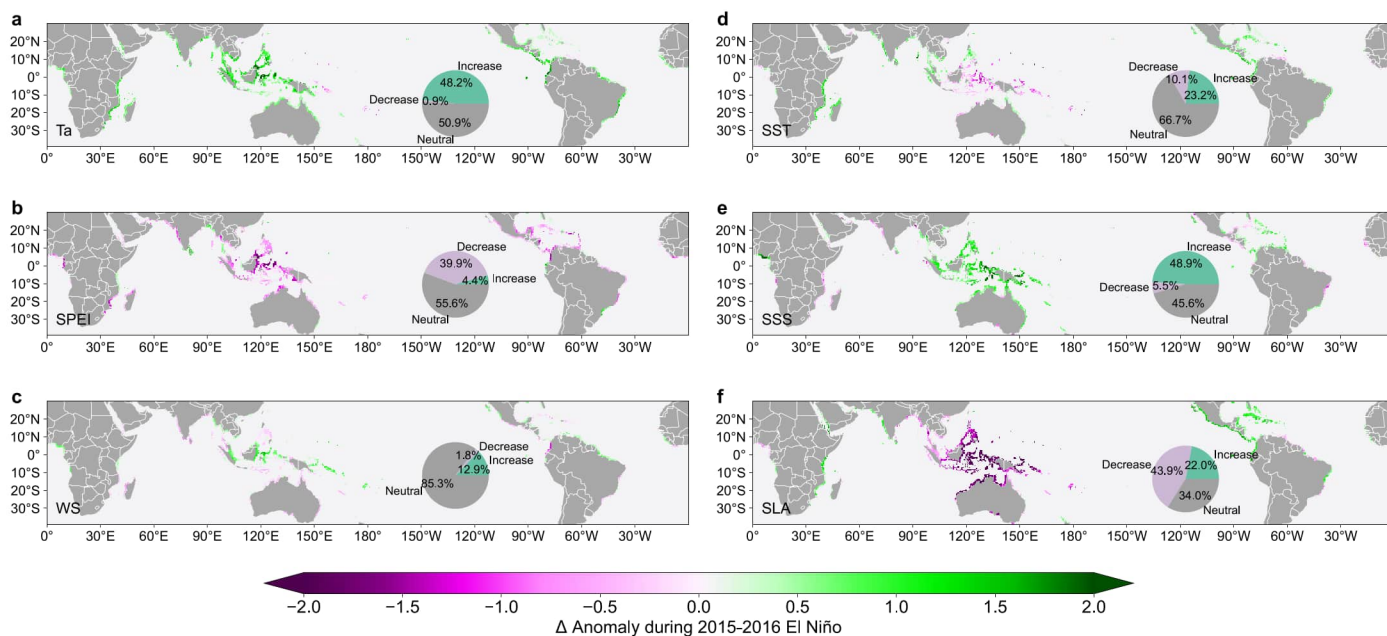 a
20°N
10°N
0°
10°S
20°S
30°S
Ta
Increase
48.2%
Decrease 0.9%
50.9%
Neutral
0° 30°E 60°E 90°E 120°E 150°E 180° 150°W 120°W 90°W 60°W 30°W
b
20°N
10°N
0°
10°S
20°S
30°S
SPEI
Decrease
39.9%
4.4% Increase
55.6%
Neutral
0° 30°E 60°E 90°E 120°E 150°E 180° 150°W 120°W 90°W 60°W 30°W
c
20°N
10°N
0°
10°S
20°S
30°S
WS
Decrease
1.8%
Increase
12.9%
85.3%
Neutral
0° 30°E 60°E 90°E 120°E 150°E 180° 150°W 120°W 90°W 60°W 30°W
d
20°N
10°N
0°
10°S
20°S
30°S
SST
Decrease
10.1%
Increase
23.2%
66.7%
Neutral
0° 30°E 60°E 90°E 120°E 150°E 180° 150°W 120°W 90°W 60°W 30°W
e
20°N
10°N
0°
10°S
20°S
30°S
SSS
Increase
48.9%
Decrease 5.5%
45.6%
Neutral
0° 30°E 60°E 90°E 120°E 150°E 180° 150°W 120°W 90°W 60°W 30°W
f
20°N
10°N
0°
10°S
20°S
30°S
SLA
Increase
Decrease 43.9% 22.0%
34.0%
Neutral
0° 30°E 60°E 90°E 120°E 150°E 180° 150°W 120°W 90°W 60°W 30°W
−2.0 −1.5 −1.0 −0.5 0.0 0.5 1.0 1.5 2.0
Δ Anomaly during 2015-2016 El Niño